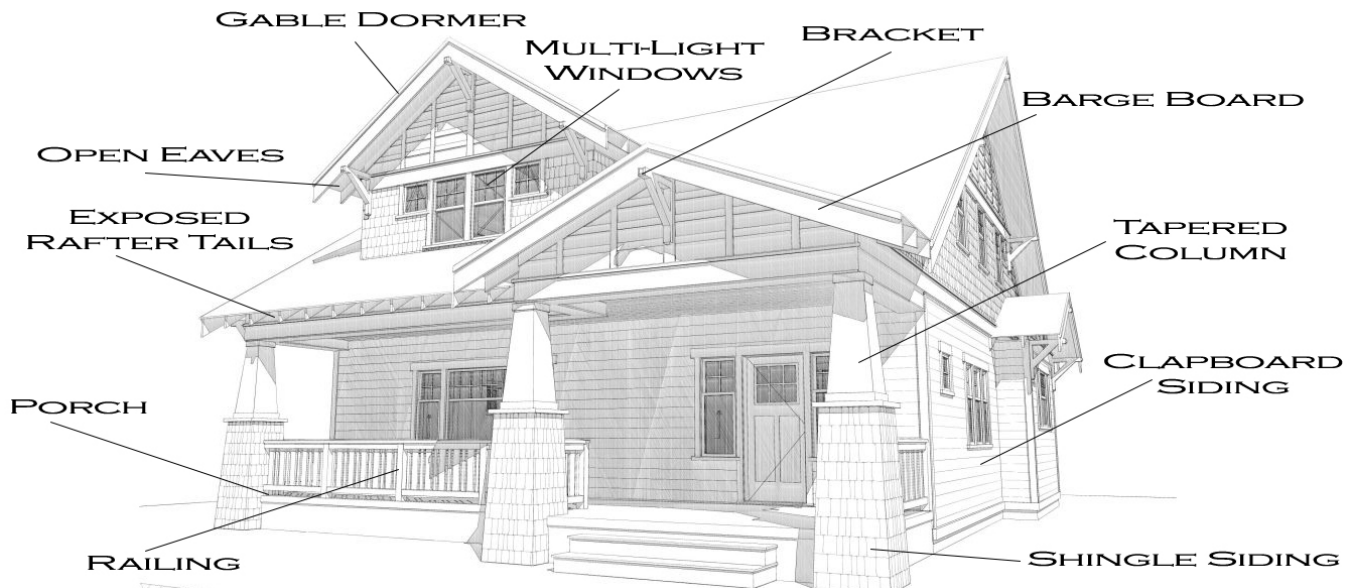 GABLE DORMER
MULTI-LIGHT
WINDOWS
BRACKET
BARGE BOARD
OPEN EAVES
EXPOSED
RAFTER TAILS
TAPERED
COLUMN
CLAPBOARD
SIDING
PORCH
RAILING
SHINGLE SIDING